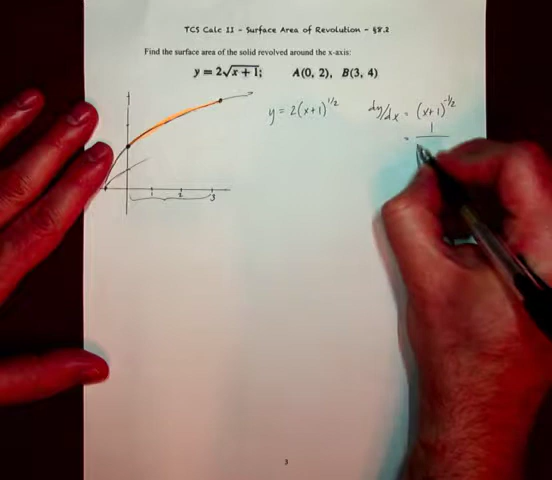 TCS Calc II - Surface Area of Revolution - §8.2
Find the surface area of the solid revolved around the x-axis:
y = 2√x + 1; A(0, 2), B(3, 4)
y = 2(x+1)^1/2 dy/dx = (x+1)^-1/2
= 1
1 2 3
3